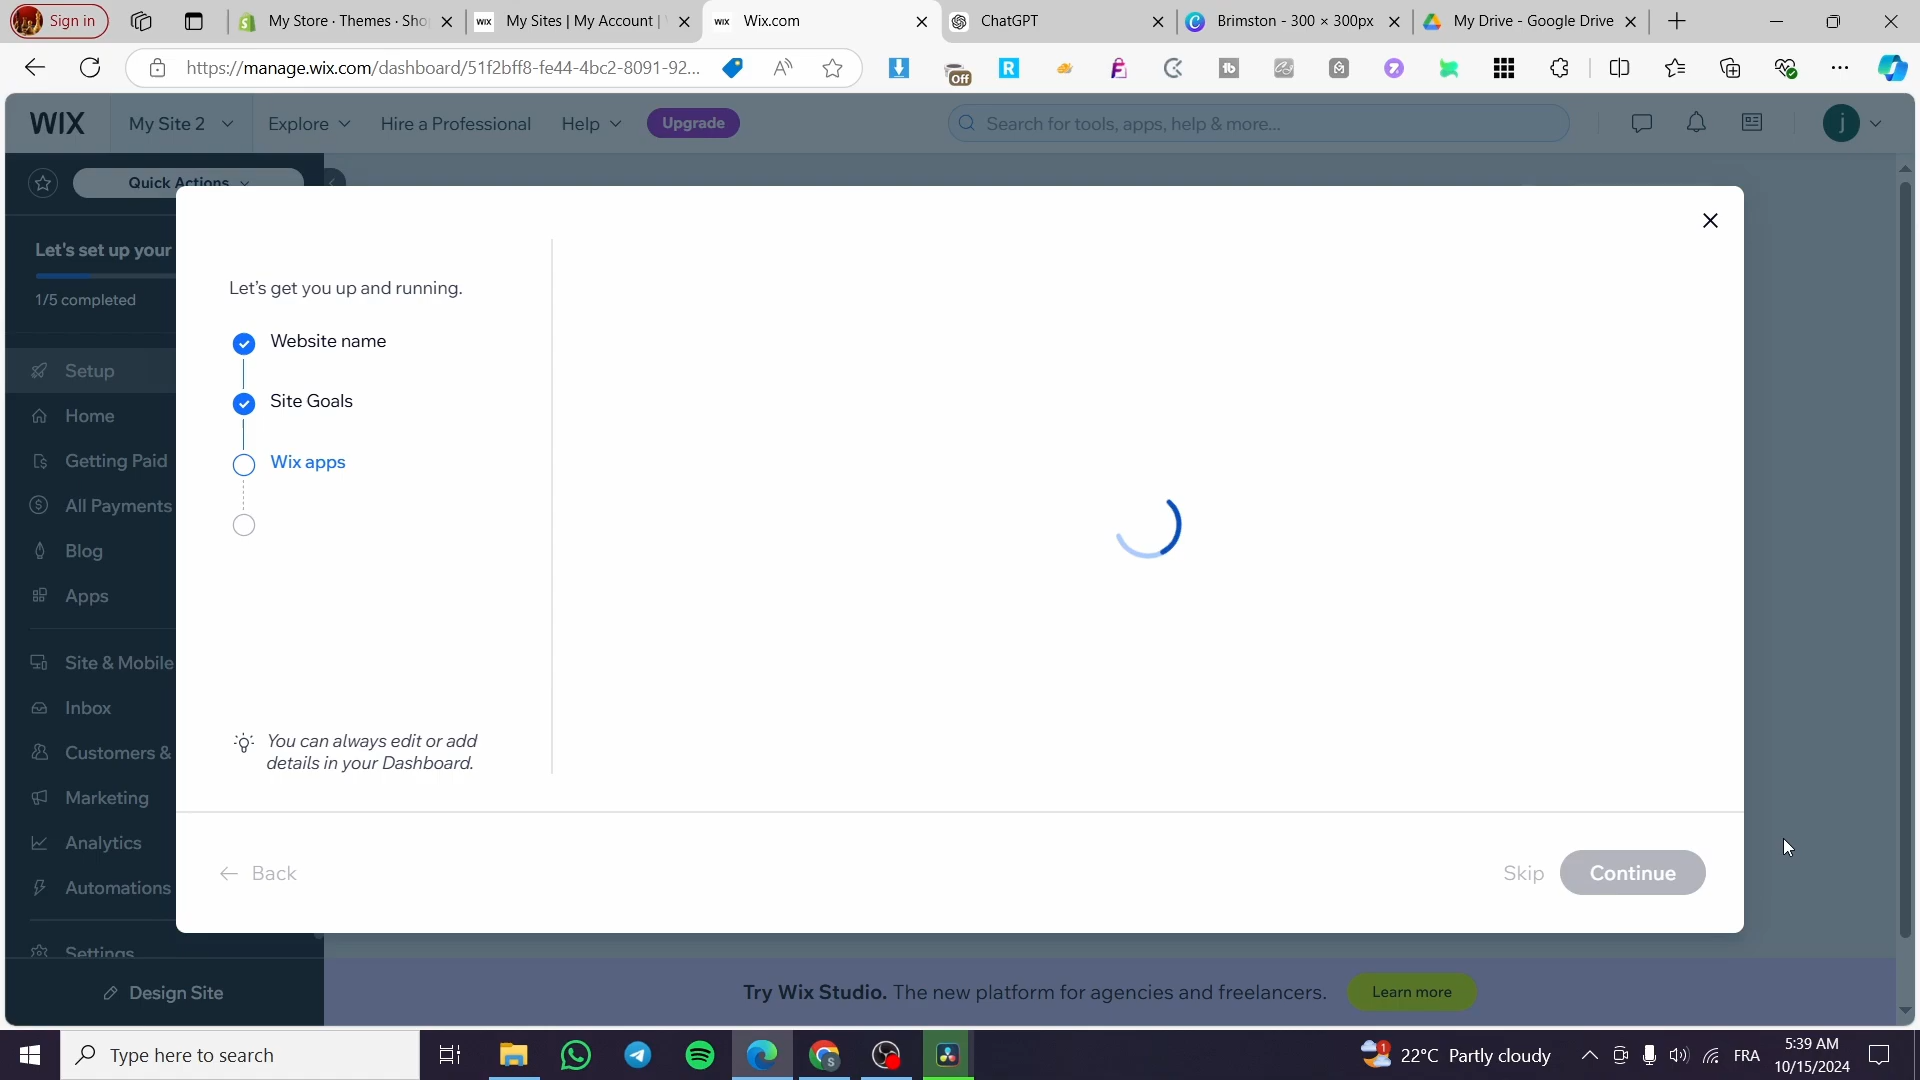 Sign in
My Store · Themes · Sho
My Sites | My Account |
Wix.com
ChatGPT
Brimston - 300 × 300px
My Drive - Google Drive
https://manage.wix.com/dashboard/51f2bff8-fe44-4bc2-8091-92...
Off
WIX
My Site 2
Explore
Hire a Professional
Help
Upgrade
Search for tools, apps, help & more...
j
Quick Actions
Let's set up your
1/5 completed
Setup
Home
Getting Paid
All Payments
Blog
Apps
Site & Mobile
Inbox
Customers &
Marketing
Analytics
Automations
Settings
Design Site
Let's get you up and running.
Website name
Site Goals
Wix apps
You can always edit or add
details in your Dashboard.
Back
Skip
Continue
Try Wix Studio. The new platform for agencies and freelancers.
Learn more
Type here to search
22°C Partly cloudy
FRA
5:39 AM
10/15/2024